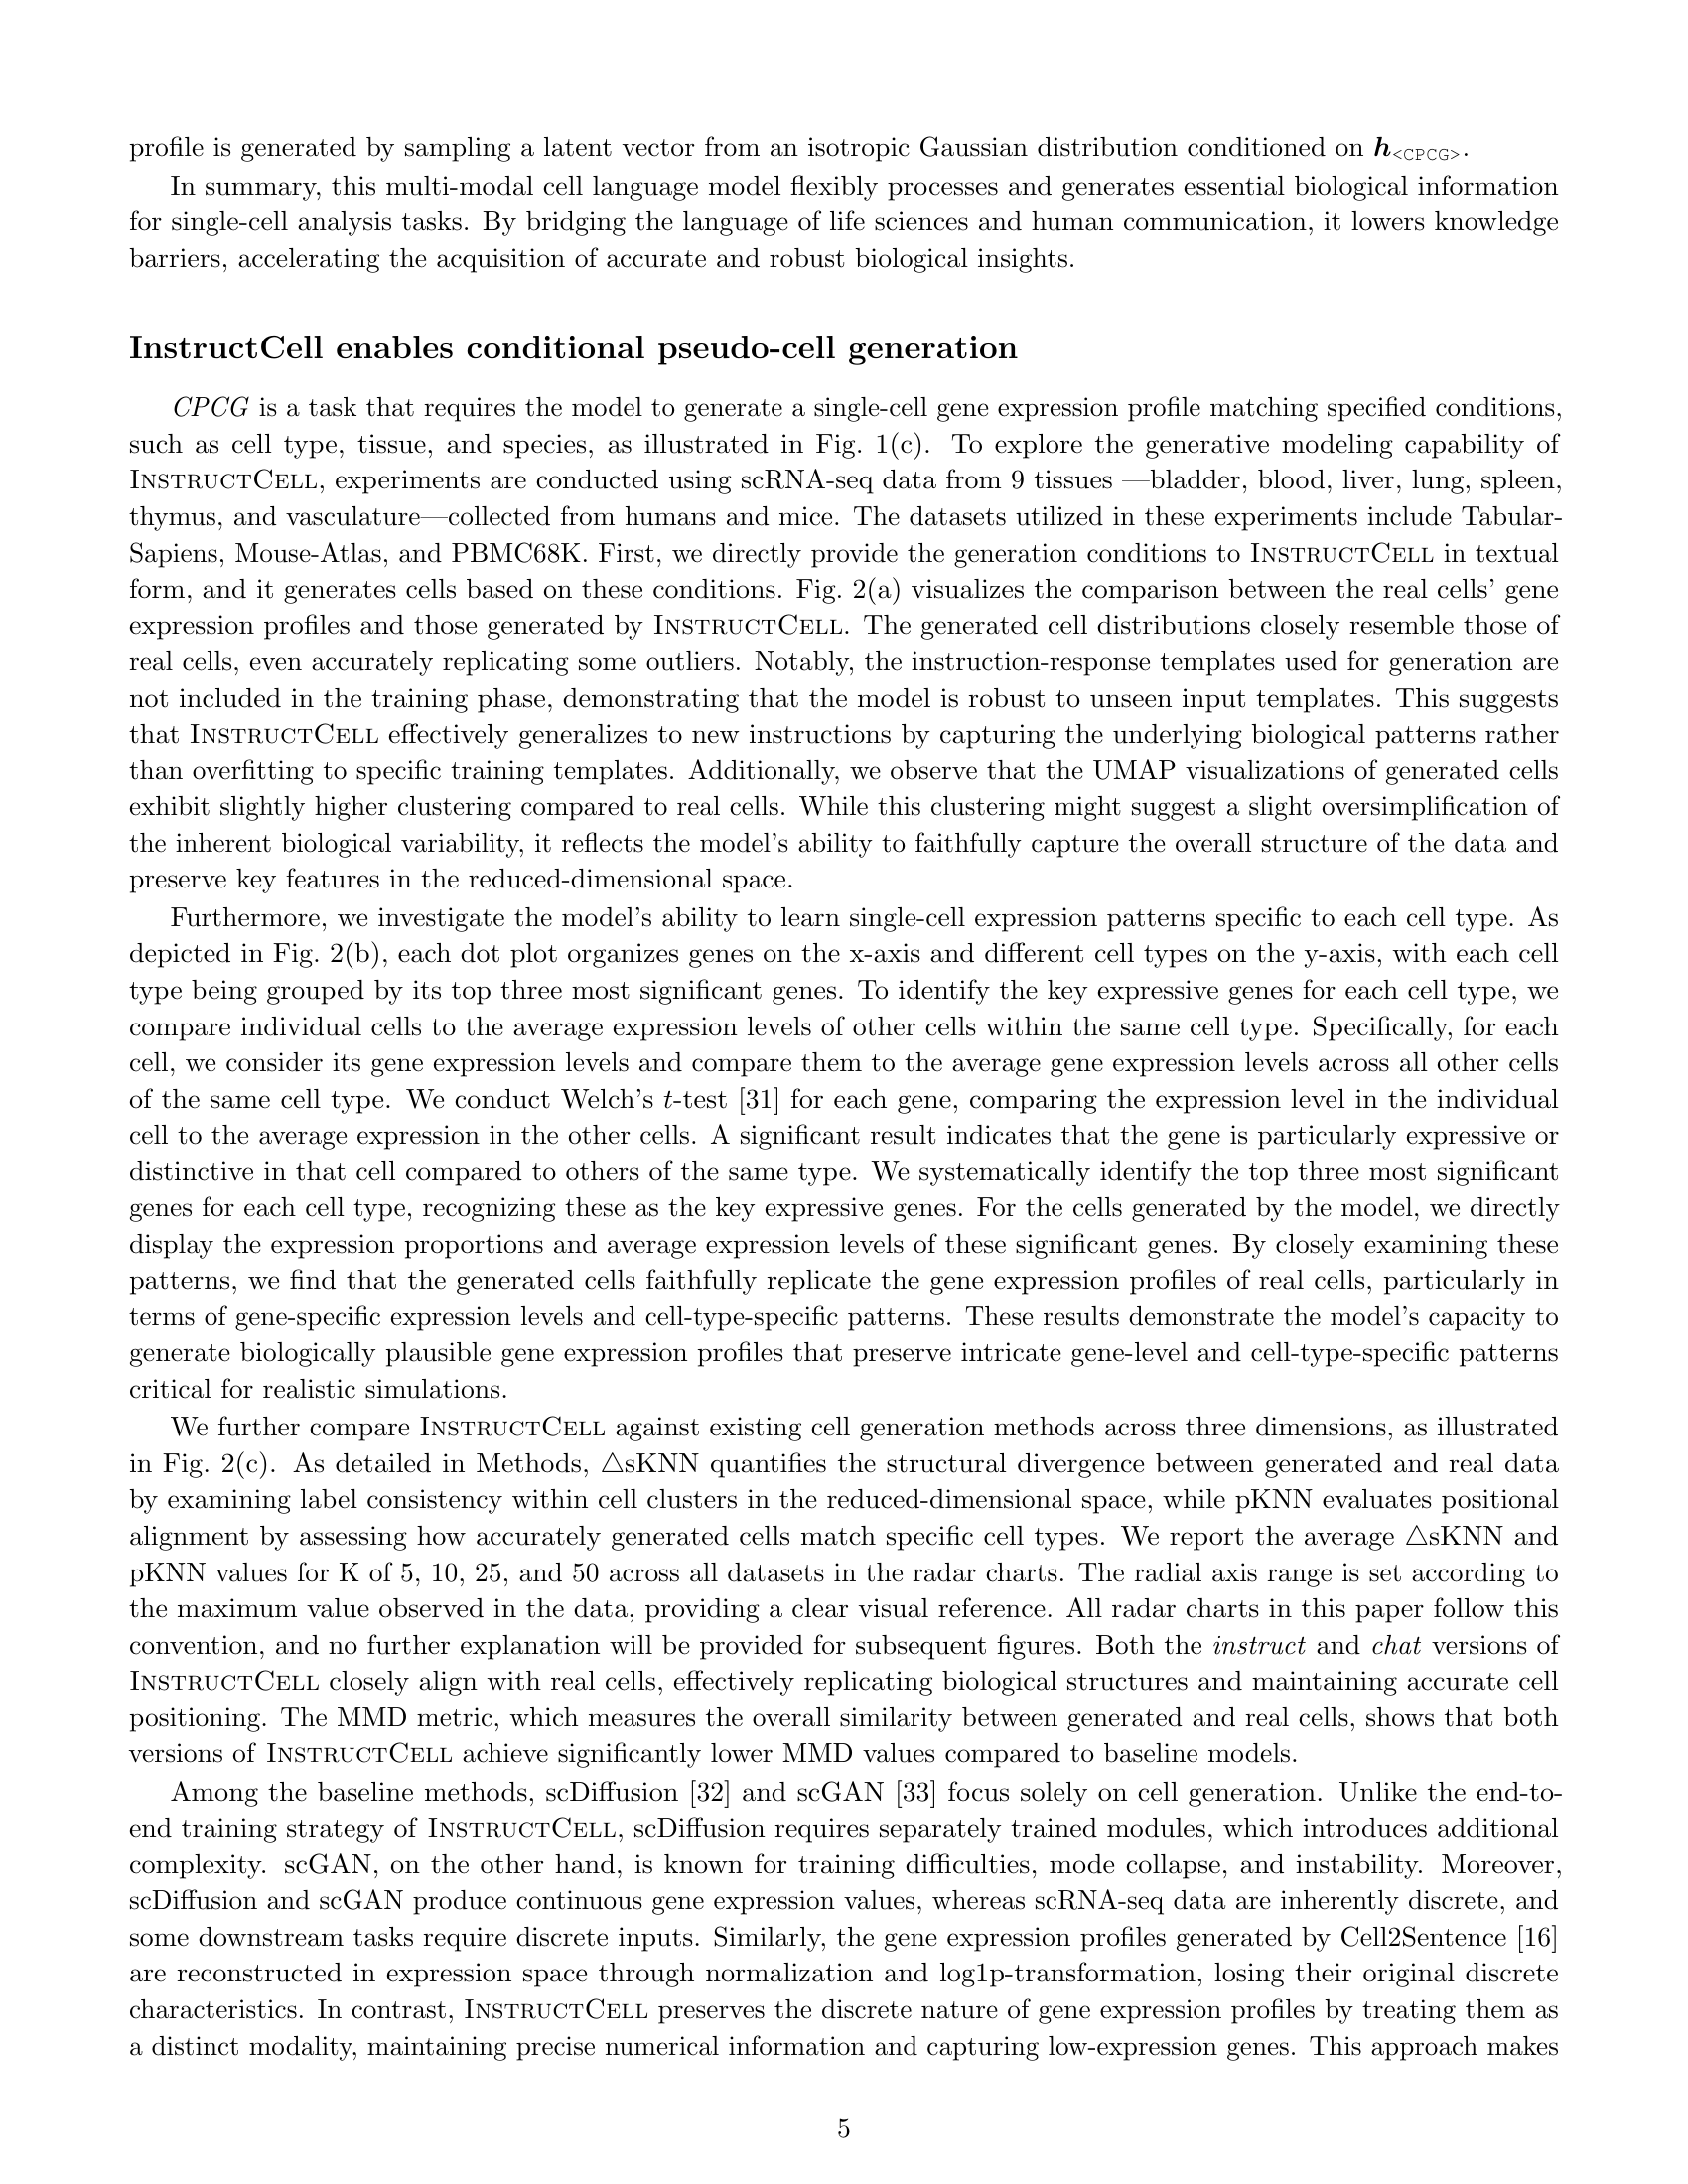 profile is generated by sampling a latent vector from an isotropic Gaussian distribution conditioned on h<CPCG>.
In summary, this multi-modal cell language model flexibly processes and generates essential biological information
for single-cell analysis tasks. By bridging the language of life sciences and human communication, it lowers knowledge
barriers, accelerating the acquisition of accurate and robust biological insights.
InstructCell enables conditional pseudo-cell generation
CPCG is a task that requires the model to generate a single-cell gene expression profile matching specified conditions,
such as cell type, tissue, and species, as illustrated in Fig. 1(c). To explore the generative modeling capability of
INSTRUCTCELL, experiments are conducted using scRNA-seq data from 9 tissues —bladder, blood, liver, lung, spleen,
thymus, and vasculature—collected from humans and mice. The datasets utilized in these experiments include Tabular-
Sapiens, Mouse-Atlas, and PBMC68K. First, we directly provide the generation conditions to INSTRUCTCELL in textual
form, and it generates cells based on these conditions. Fig. 2(a) visualizes the comparison between the real cells' gene
expression profiles and those generated by INSTRUCTCELL. The generated cell distributions closely resemble those of
real cells, even accurately replicating some outliers. Notably, the instruction-response templates used for generation are
not included in the training phase, demonstrating that the model is robust to unseen input templates. This suggests
that INSTRUCTCELL effectively generalizes to new instructions by capturing the underlying biological patterns rather
than overfitting to specific training templates. Additionally, we observe that the UMAP visualizations of generated cells
exhibit slightly higher clustering compared to real cells. While this clustering might suggest a slight oversimplification of
the inherent biological variability, it reflects the model's ability to faithfully capture the overall structure of the data and
preserve key features in the reduced-dimensional space.
Furthermore, we investigate the model's ability to learn single-cell expression patterns specific to each cell type. As
depicted in Fig. 2(b), each dot plot organizes genes on the x-axis and different cell types on the y-axis, with each cell
type being grouped by its top three most significant genes. To identify the key expressive genes for each cell type, we
compare individual cells to the average expression levels of other cells within the same cell type. Specifically, for each
cell, we consider its gene expression levels and compare them to the average gene expression levels across all other cells
of the same cell type. We conduct Welch's t-test [31] for each gene, comparing the expression level in the individual
cell to the average expression in the other cells. A significant result indicates that the gene is particularly expressive or
distinctive in that cell compared to others of the same type. We systematically identify the top three most significant
genes for each cell type, recognizing these as the key expressive genes. For the cells generated by the model, we directly
display the expression proportions and average expression levels of these significant genes. By closely examining these
patterns, we find that the generated cells faithfully replicate the gene expression profiles of real cells, particularly in
terms of gene-specific expression levels and cell-type-specific patterns. These results demonstrate the model's capacity to
generate biologically plausible gene expression profiles that preserve intricate gene-level and cell-type-specific patterns
critical for realistic simulations.
We further compare INSTRUCTCELL against existing cell generation methods across three dimensions, as illustrated
in Fig. 2(c). As detailed in Methods, △sKNN quantifies the structural divergence between generated and real data
by examining label consistency within cell clusters in the reduced-dimensional space, while pKNN evaluates positional
alignment by assessing how accurately generated cells match specific cell types. We report the average △sKNN and
pKNN values for K of 5, 10, 25, and 50 across all datasets in the radar charts. The radial axis range is set according to
the maximum value observed in the data, providing a clear visual reference. All radar charts in this paper follow this
convention, and no further explanation will be provided for subsequent figures. Both the instruct and chat versions of
INSTRUCTCELL closely align with real cells, effectively replicating biological structures and maintaining accurate cell
positioning. The MMD metric, which measures the overall similarity between generated and real cells, shows that both
versions of INSTRUCTCELL achieve significantly lower MMD values compared to baseline models.
Among the baseline methods, scDiffusion [32] and scGAN [33] focus solely on cell generation. Unlike the end-to-
end training strategy of INSTRUCTCELL, scDiffusion requires separately trained modules, which introduces additional
complexity. scGAN, on the other hand, is known for training difficulties, mode collapse, and instability. Moreover,
scDiffusion and scGAN produce continuous gene expression values, whereas scRNA-seq data are inherently discrete, and
some downstream tasks require discrete inputs. Similarly, the gene expression profiles generated by Cell2Sentence [16]
are reconstructed in expression space through normalization and log1p-transformation, losing their original discrete
characteristics. In contrast, INSTRUCTCELL preserves the discrete nature of gene expression profiles by treating them as
a distinct modality, maintaining precise numerical information and capturing low-expression genes. This approach makes
5